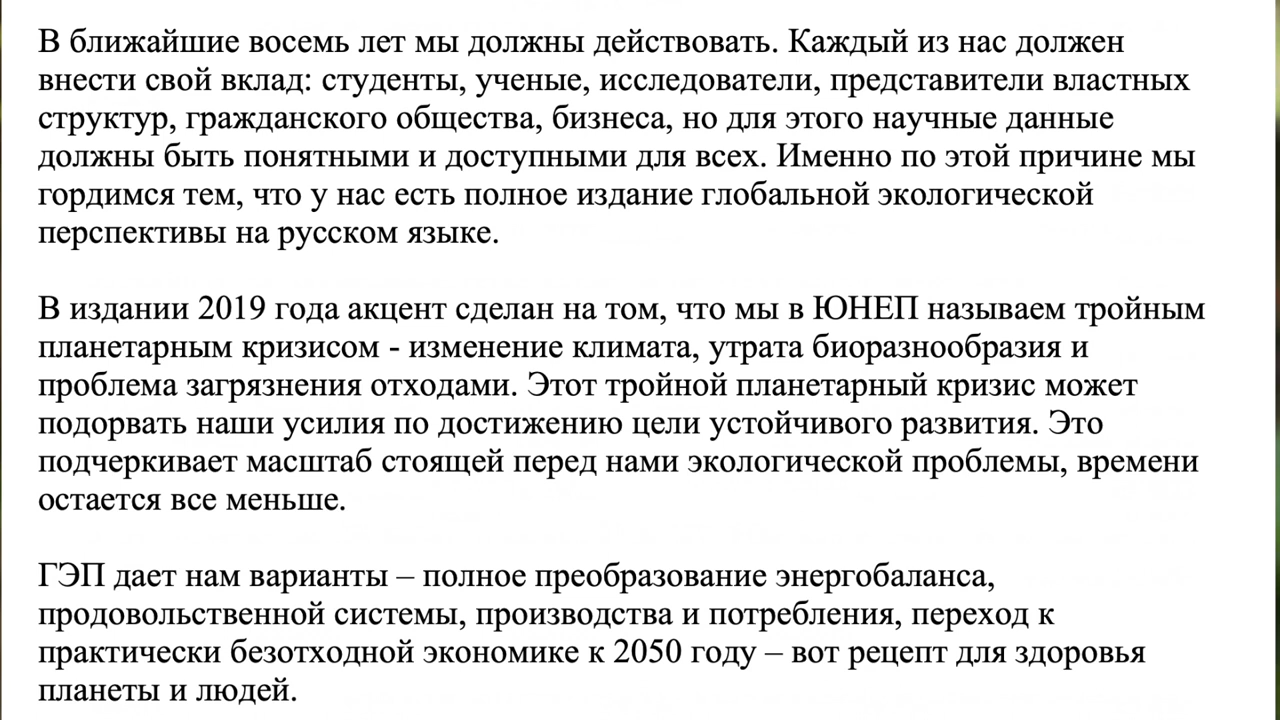 В ближайшие восемь лет мы должны действовать. Каждый из нас должен
внести свой вклад: студенты, ученые, исследователи, представители властных
структур, гражданского общества, бизнеса, но для этого научные данные
должны быть понятными и доступными для всех. Именно по этой причине мы
гордимся тем, что у нас есть полное издание глобальной экологической
перспективы на русском языке.
В издании 2019 года акцент сделан на том, что мы в ЮНЕП называем тройным
планетарным кризисом - изменение климата, утрата биоразнообразия и
проблема загрязнения отходами. Этот тройной планетарный кризис может
подорвать наши усилия по достижению цели устойчивого развития. Это
подчеркивает масштаб стоящей перед нами экологической проблемы, времени
остается все меньше.
ГЭП дает нам варианты – полное преобразование энергобаланса,
продовольственной системы, производства и потребления, переход к
практически безотходной экономике к 2050 году – вот рецепт для здоровья
планеты и людей.